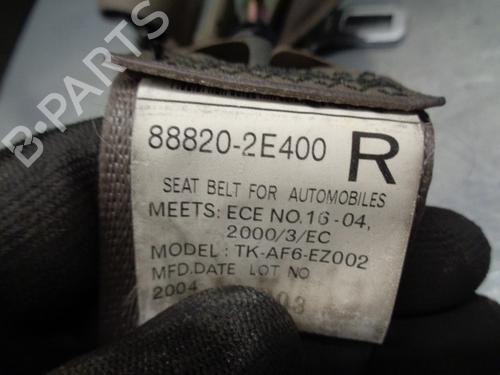 88820-2E400 R
SEAT BELT FOR AUTOMOBILES
MEETS: ECE NO.16-04,
2000/3/EC
MODEL: TK-AF6-EZ002
MFD.DATE LOT NO
2004